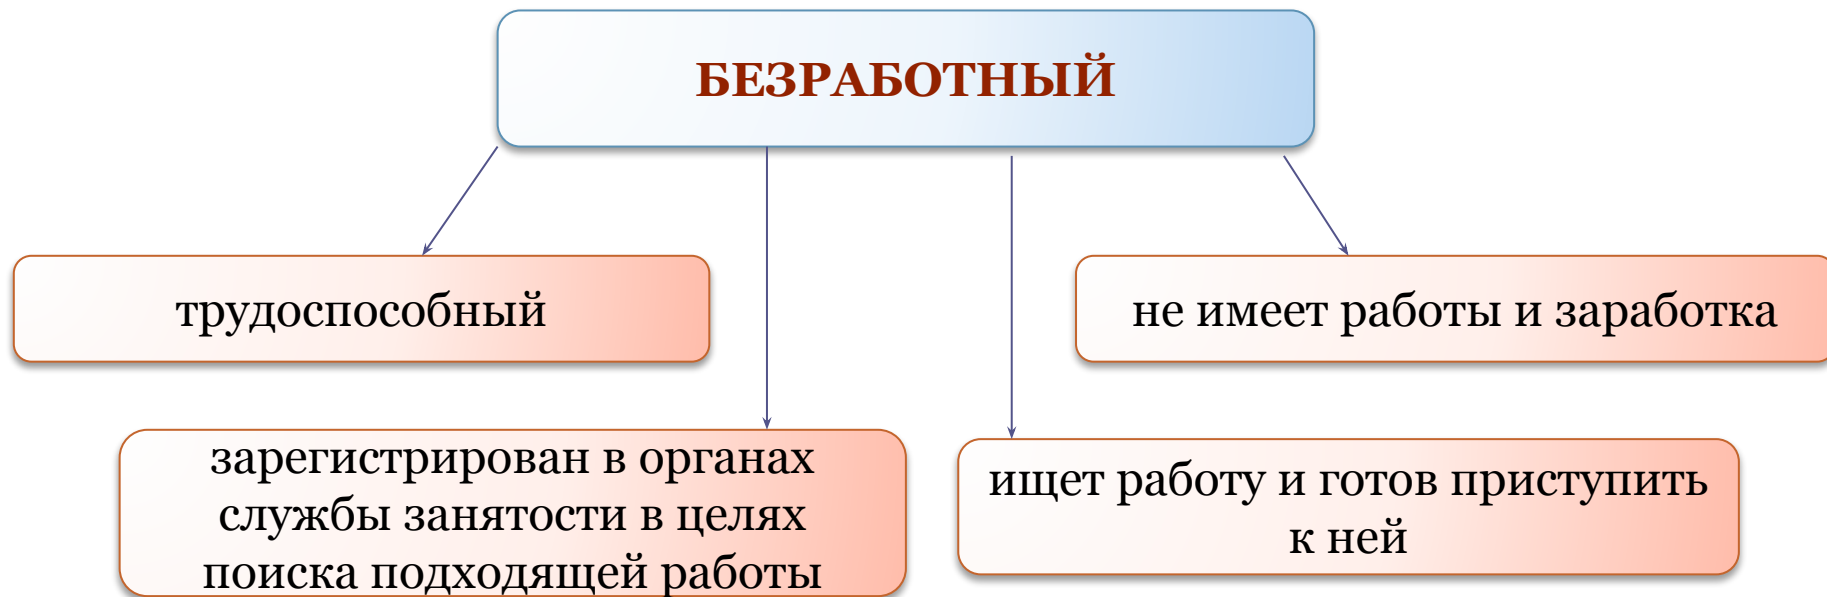 БЕЗРАБОТНЫЙ
трудоспособный
не имеет работы и заработка
зарегистрирован в органах
службы занятости в целях
поиска подходящей работы
ищет работу и готов приступить
к ней